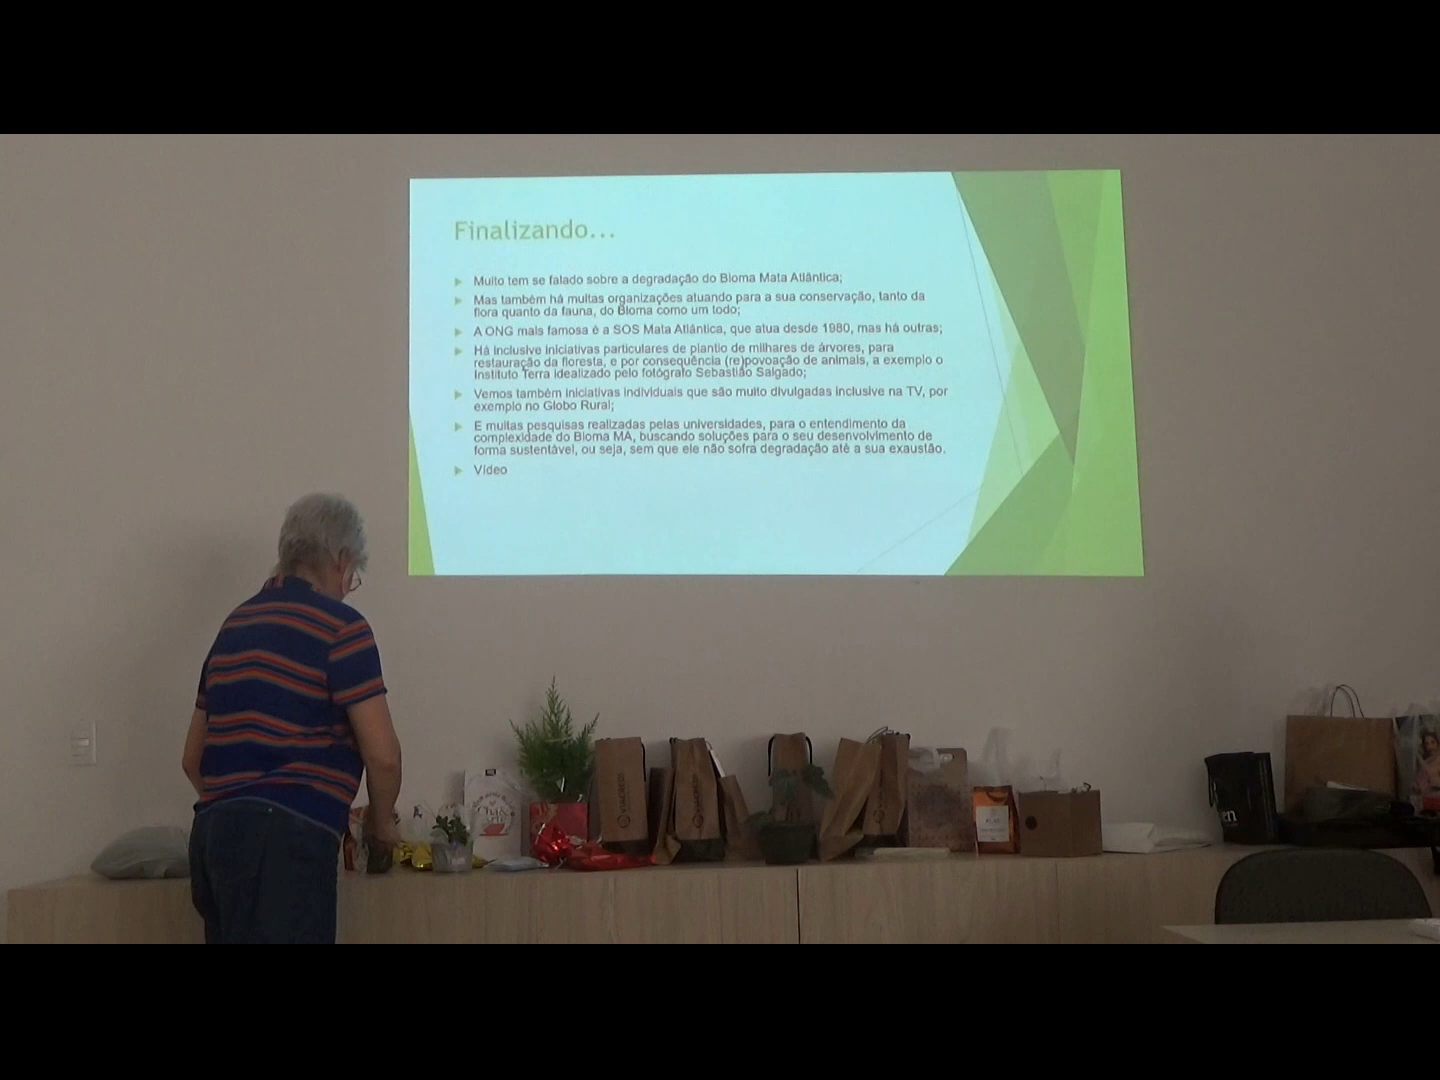 Finalizando...
Muito tem se falado sobre a degradação do Bioma Mata Atlântica;
Mas também há muitas organizações atuando para a sua conservação, tanto da
flora quanto da fauna, do Bioma como um todo;
A ONG mais famosa é a SOS Mata Atlântica, que atua desde 1980, mas há outras;
Há inclusive iniciativas particulares de plantio de milhares de árvores, para
restauração da floresta, e por consequência (re)povoação de animais, a exemplo o
Instituto Terra idealizado pelo fotógrafo Sebastião Salgado;
Vemos também iniciativas individuais que são muito divulgadas inclusive na TV, por
exemplo no Globo Rural;
E muitas pesquisas realizadas pelas universidades, para o entendimento da
complexidade do Bioma MA, buscando soluções para o seu desenvolvimento de
forma sustentável, ou seja, sem que ele não sofra degradação até a sua exaustão.
Vídeo
VIACREDI
VIACREDI